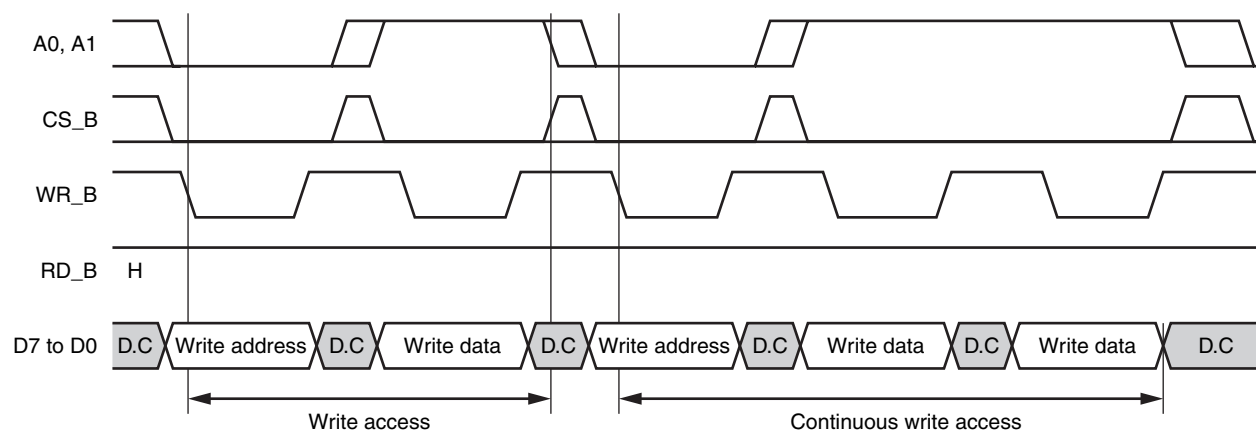 A0, A1
CS_B
WR_B
RD_B H
D7 to D0 D.C Write address D.C Write data D.C Write address D.C Write data D.C Write data D.C
Write access Continuous write access